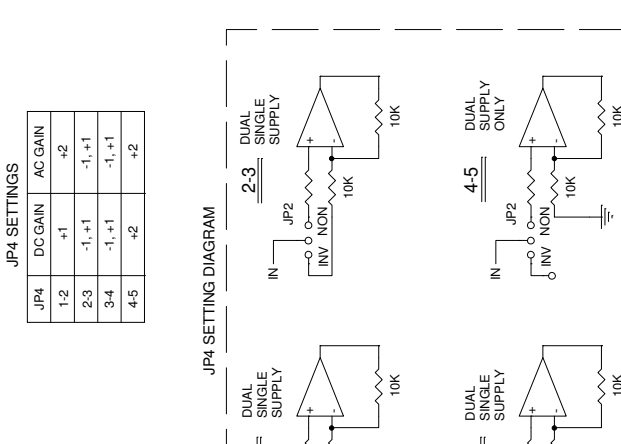 JP4 SETTINGS
JP4 DC GAIN AC GAIN
1-2 +1 +2
2-3 -1, +1 -1, +1
3-4 -1, +1 -1, +1
4-5 +2 +2
JP4 SETTING DIAGRAM
DUAL
SINGLE
SUPPLY
+
-
10K
2-3
DUAL
SINGLE
SUPPLY
IN
JP2
INV NON
+
-
10K
10K
DUAL
SINGLE
SUPPLY
+
-
10K
4-5
DUAL
SUPPLY
ONLY
IN
JP2
INV NON
+
-
10K
10K